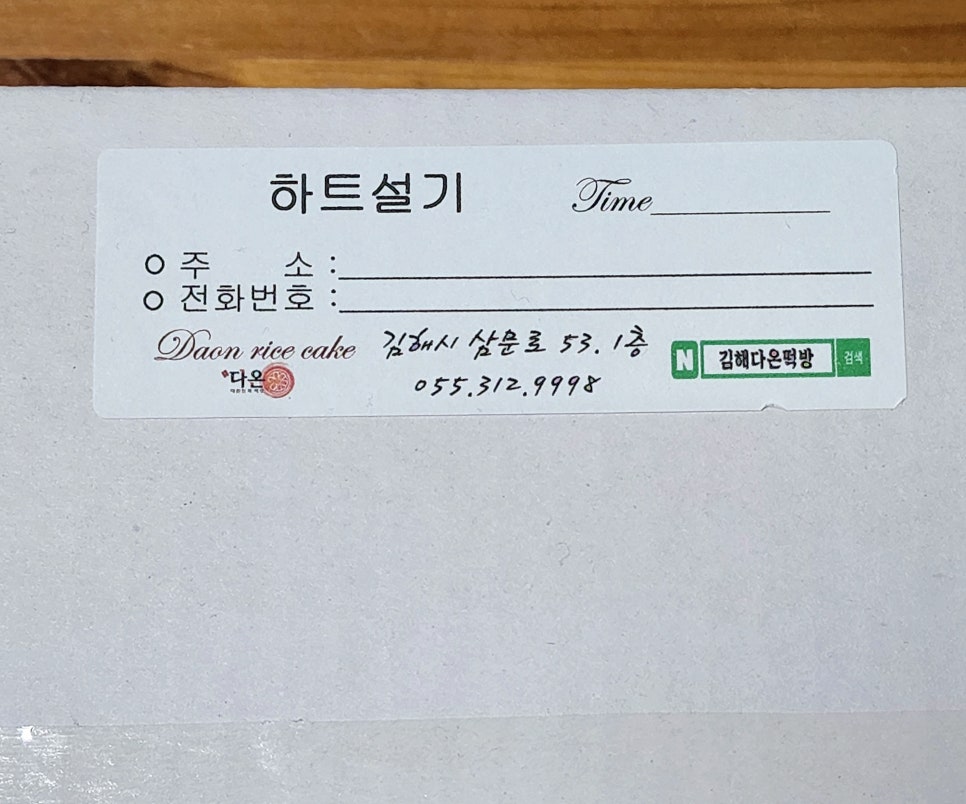 하트설기 Time
○ 주 소 :
○ 전화번호 :
Daon rice cake 김해시 삼문로 53. 1층 N 김해다온떡방 검색
다온 055.312.9998